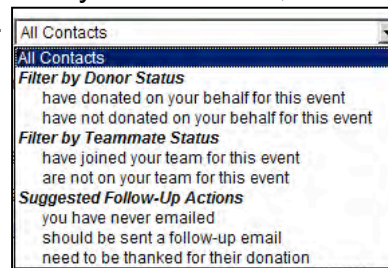 All Contacts
All Contacts
Filter by Donor Status
have donated on your behalf for this event
have not donated on your behalf for this event
Filter by Teammate Status
have joined your team for this event
are not on your team for this event
Suggested Follow-Up Actions
you have never emailed
should be sent a follow-up email
need to be thanked for their donation